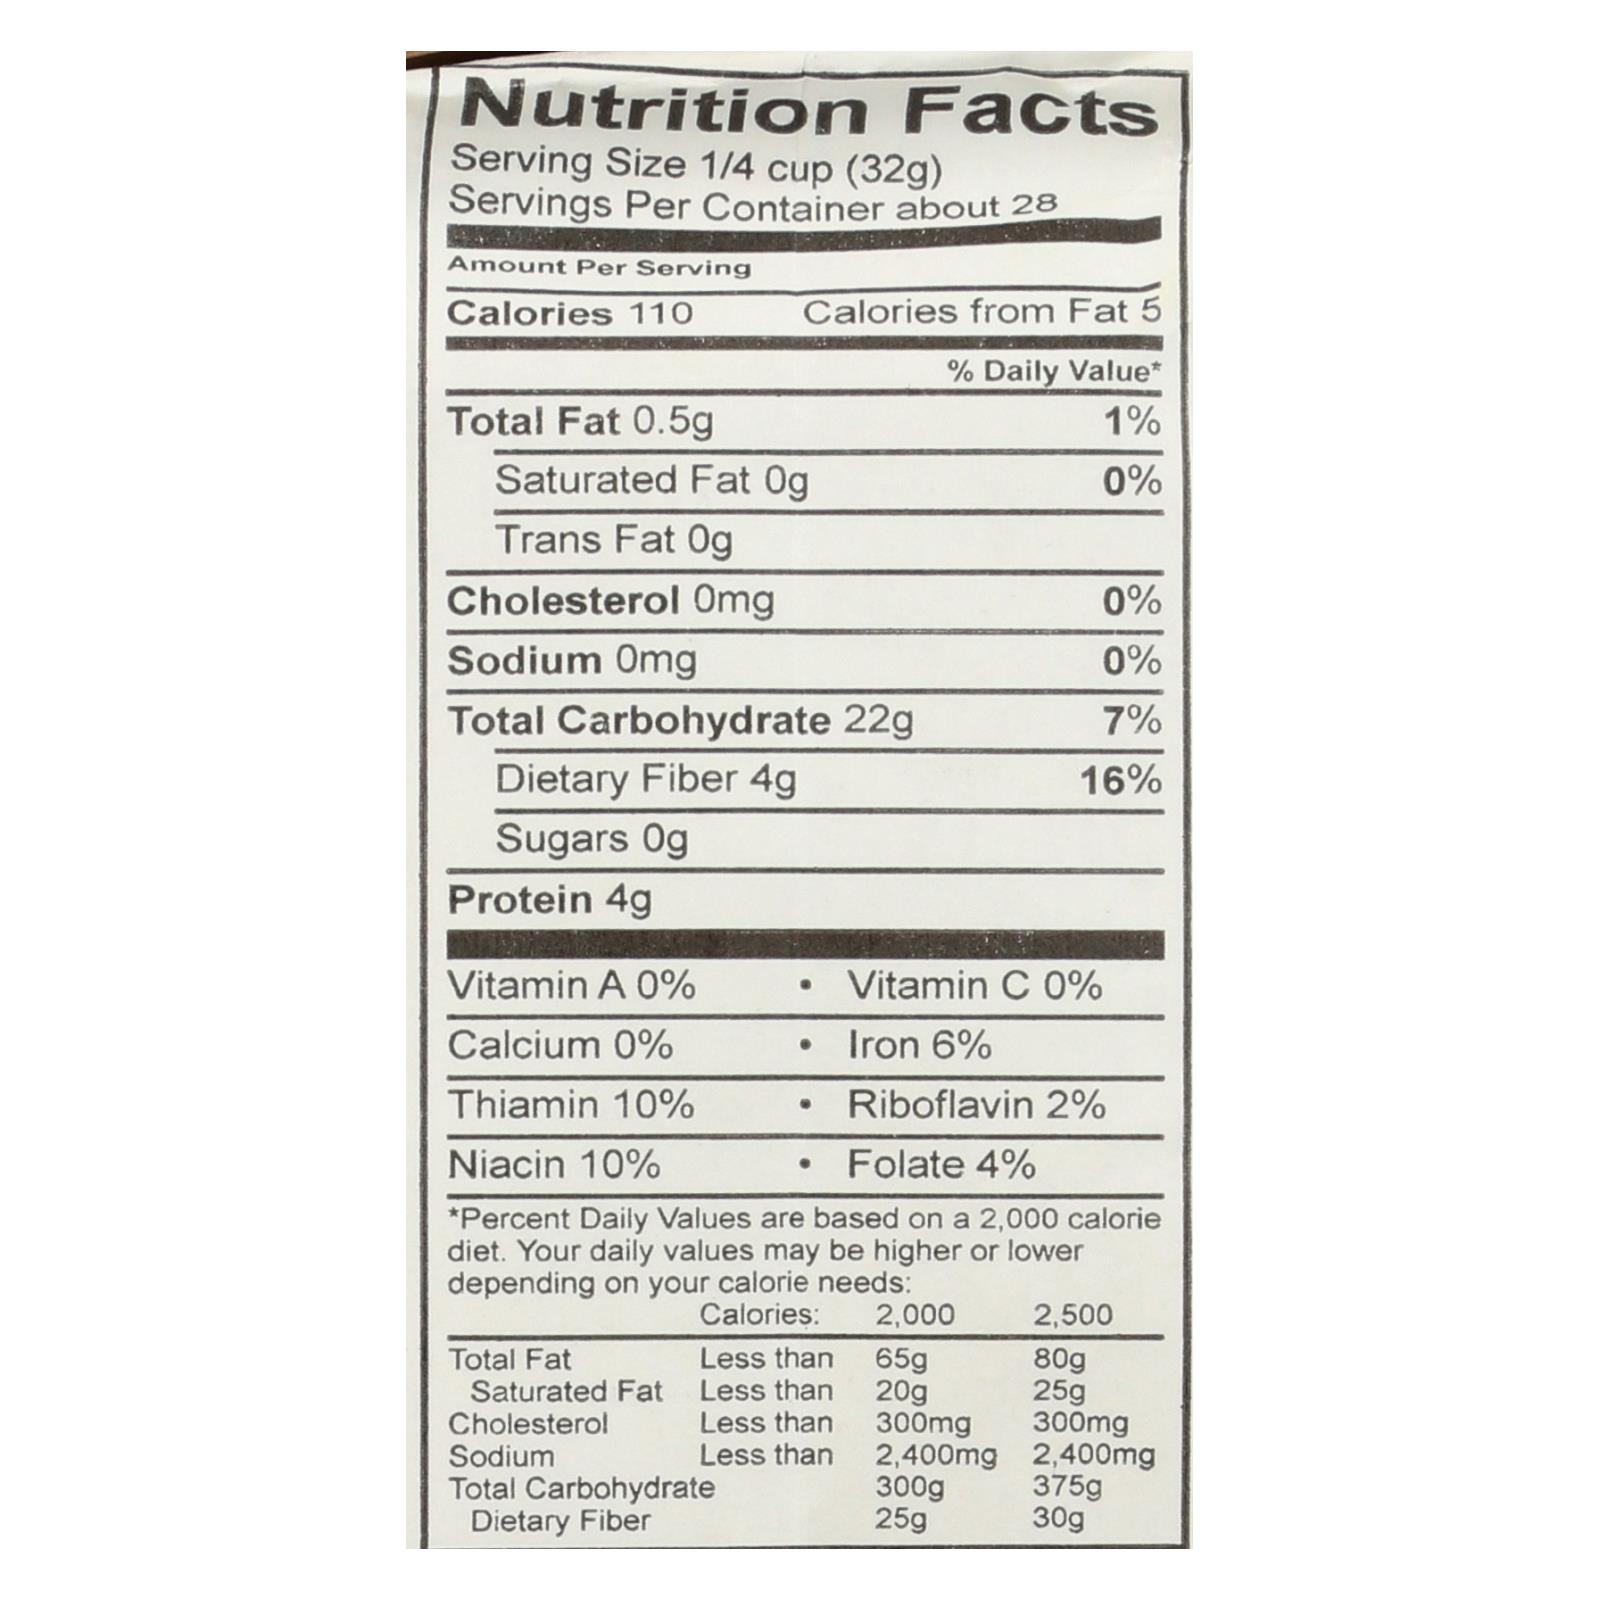 Nutrition Facts
Serving Size 1/4 cup (32g)
Servings Per Container about 28
Amount Per Serving
Calories 110 Calories from Fat 5
% Daily Value*
Total Fat 0.5g 1%
Saturated Fat 0g 0%
Trans Fat 0g
Cholesterol 0mg 0%
Sodium 0mg 0%
Total Carbohydrate 22g 7%
Dietary Fiber 4g 16%
Sugars 0g
Protein 4g
Vitamin A 0% • Vitamin C 0%
Calcium 0% • Iron 6%
Thiamin 10% • Riboflavin 2%
Niacin 10% • Folate 4%
*Percent Daily Values are based on a 2,000 calorie
diet. Your daily values may be higher or lower
depending on your calorie needs:
Calories: 2,000 2,500
Total Fat Less than 65g 80g
Saturated Fat Less than 20g 25g
Cholesterol Less than 300mg 300mg
Sodium Less than 2,400mg 2,400mg
Total Carbohydrate 300g 375g
Dietary Fiber 25g 30g